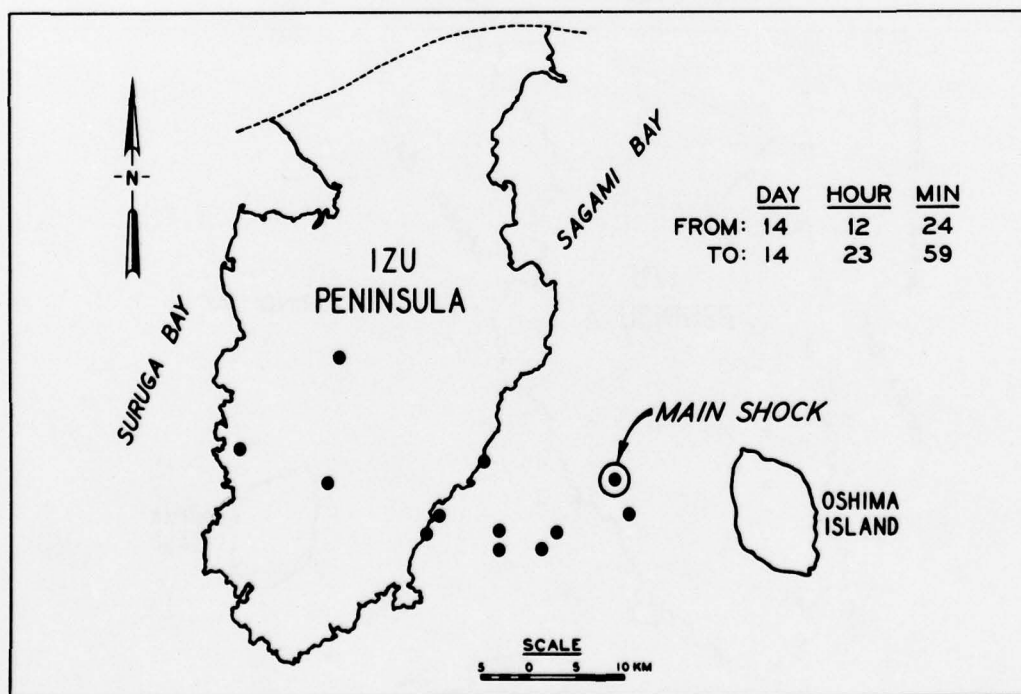 N
SAGAMI BAY
DAY HOUR MIN
FROM: 14 12 24
TO: 14 23 59
IZU
PENINSULA
SURUGA BAY
MAIN SHOCK
OSHIMA
ISLAND
SCALE
5 0 5 10 KM